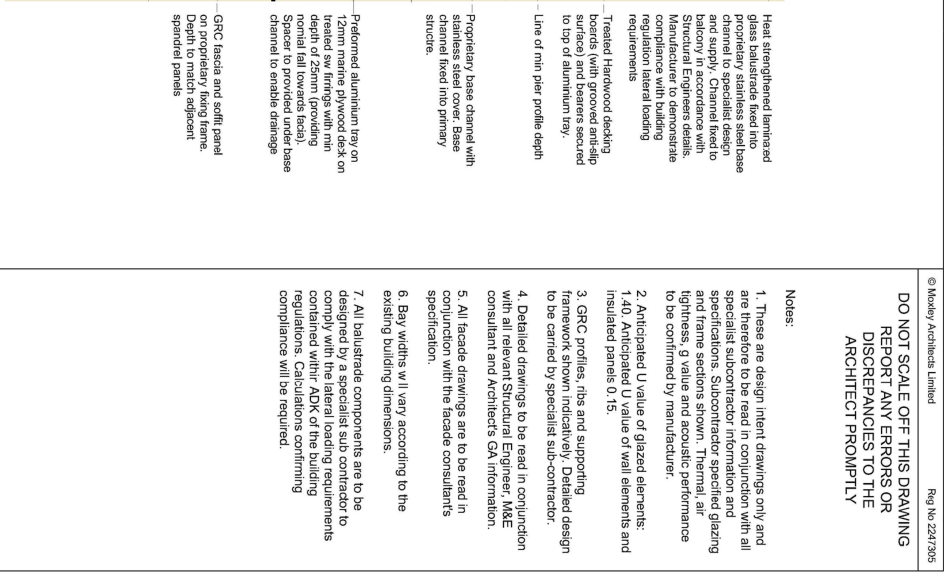 © Moxley Architects Limited    Reg No 2247305
DO NOT SCALE OFF THIS DRAWING
REPORT ANY ERRORS OR
DISCREPANCIES TO THE
ARCHITECT PROMPTLY
Notes:
1. These are design intent drawings only and
are therefore to be read in conjunction with all
specialist subcontractor information and
specifications. Subcontractor specified glazing
and frame sections shown. Thermal, air
tightness, g value and acoustic performance
to be confirmed by manufacturer.
2. Anticipated U value of glazed elements:
1.40. Anticipated U value of wall elements and
insulated panels 0.15.
3. GRC profiles, ribs and supporting
framework shown indicatively. Detailed design
to be carried by specialist sub-contractor.
4. Detailed drawings to be read in conjunction
with all relevant Structural Engineer, M&E
consultant and Architect's GA information.
5. All facade drawings are to be read in
conjunction with the facade consultant's
specification.
6. Bay widths will vary according to the
existing building dimensions.
7. All balustrade components are to be
designed by a specialist sub contractor to
comply with the lateral loading requirements
contained within ADK of the building
regulations. Calculations confirming
compliance will be required.
Heat strengthened laminated
glass balustrade fixed into
proprietary stainless steel base
channel to specialist design
and supply. Channel fixed to
balcony in accordance with
Structural Engineers details.
Manufacturer to demonstrate
compliance with building
regulation lateral loading
requirements
Treated Hardwood decking
boards (with grooved anti-slip
surface) and bearers secured
to top of aluminium tray.
Line of min pier profile depth
Proprietary base channel with
stainless steel cover. Base
channel fixed into primary
structre.
Preformed aluminium tray on
12mm marine plywood deck on
treated sw firrings with min
depth of 25mm (providing
nomial fall towards facia).
Spacer to provided under base
channel to enable drainage
GRC fascia and soffit panel
on proprietary fixing frame.
Depth to match adjacent
spandrel panels